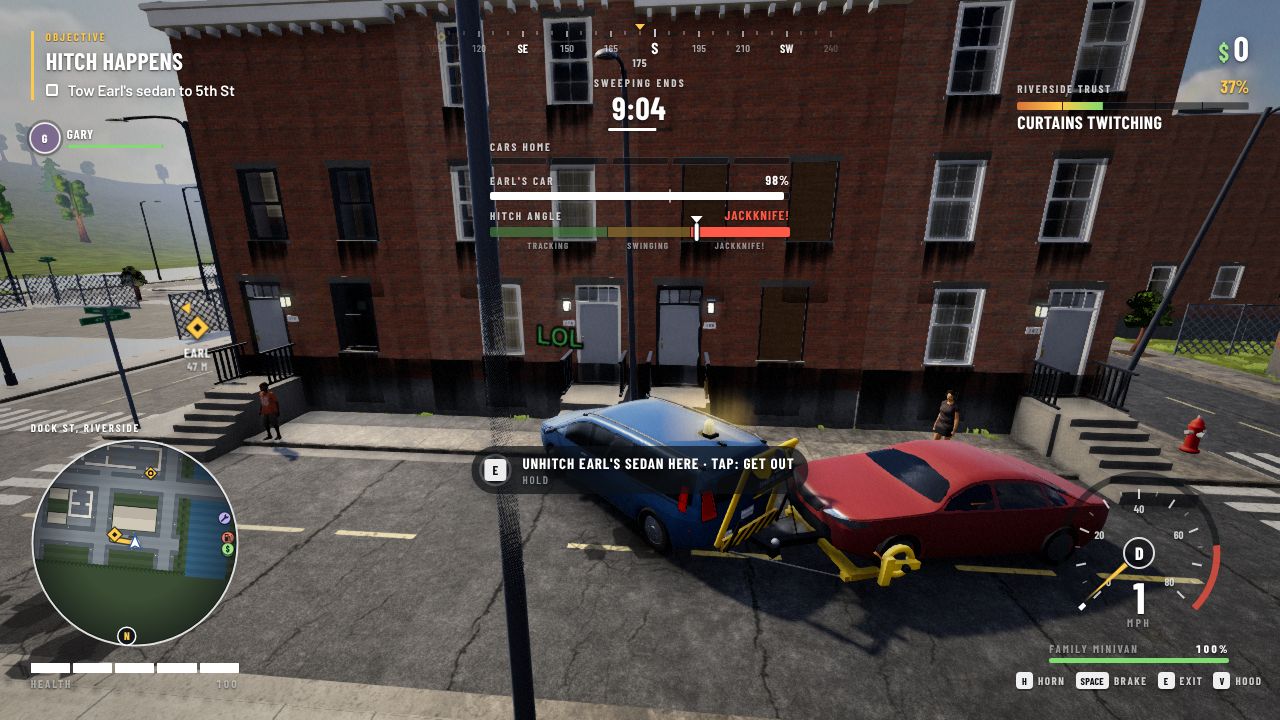 OBJECTIVE
HITCH HAPPENS
Tow Earl's sedan to 5th St
G GARY
120 SE 150 165 S 195 210 SW 240
175
SWEEPING ENDS
9:04
$0
37%
RIVERSIDE TRUST
CURTAINS TWITCHING
CARS HOME
EARL'S CAR 98%
HITCH ANGLE JACKKNIFE!
TRACKING SWINGING JACKKNIFE!
LOL
EARL
47 M
E UNHITCH EARL'S SEDAN HERE · TAP: GET OUT
HOLD
DOCK ST, RIVERSIDE
N
HEALTH 100
0 20 40 60 80
D
1
MPH
FAMILY MINIVAN 100%
H HORN SPACE BRAKE E EXIT V HOOD